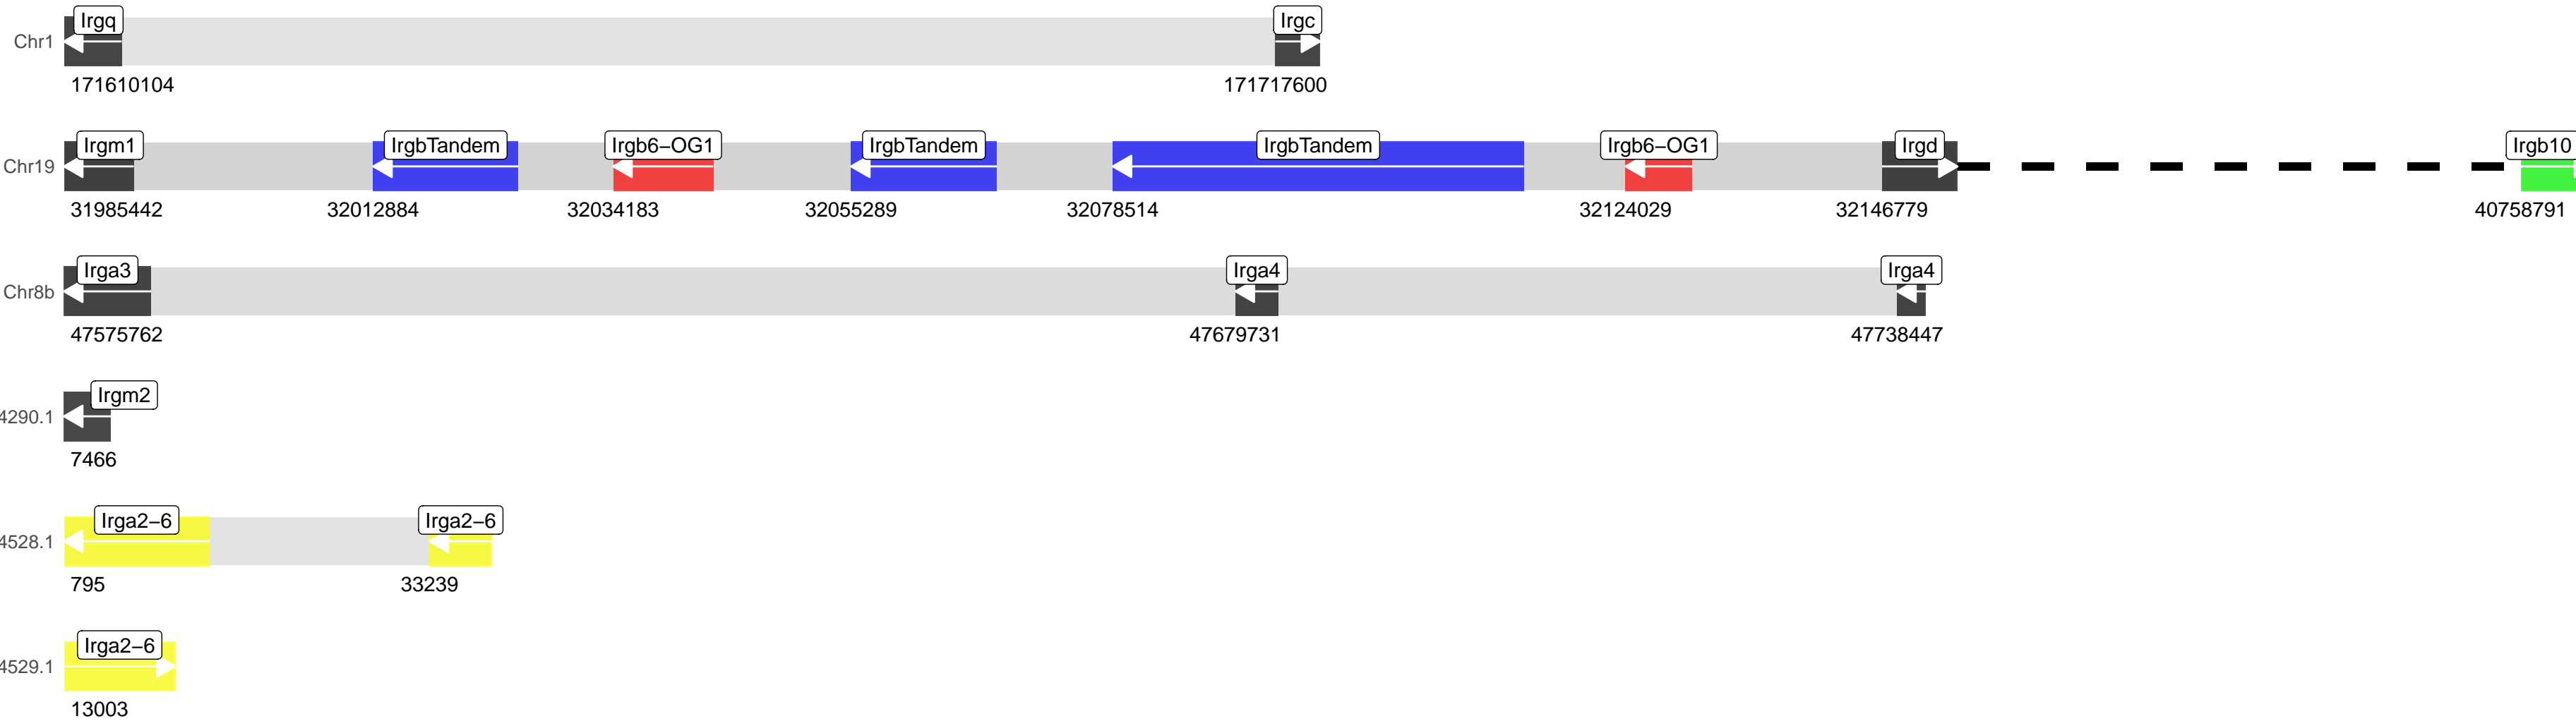 Irgq Irgc
Chr1
171610104 171717600
Irgm1 IrgbTandem Irgb6−OG1 IrgbTandem IrgbTandem Irgb6−OG1 Irgd Irgb10
Chr19
31985442 32012884 32034183 32055289 32078514 32124029 32146779 40758791
Irga3 Irga4 Irga4
Chr8b
47575762 47679731 47738447
Irgm2
4290.1
7466
Irga2−6 Irga2−6
4528.1
795 33239
Irga2−6
4529.1
13003